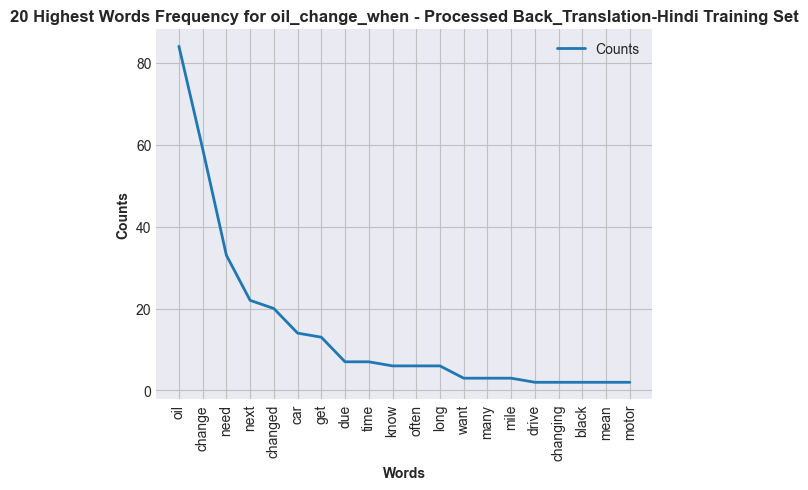 20 Highest Words Frequency for oil_change_when - Processed Back_Translation-Hindi Training Set
Counts
80
60
40
20
0
Counts
oil
change
need
next
changed
car
get
due
time
know
often
long
want
many
mile
drive
changing
black
mean
motor
Words